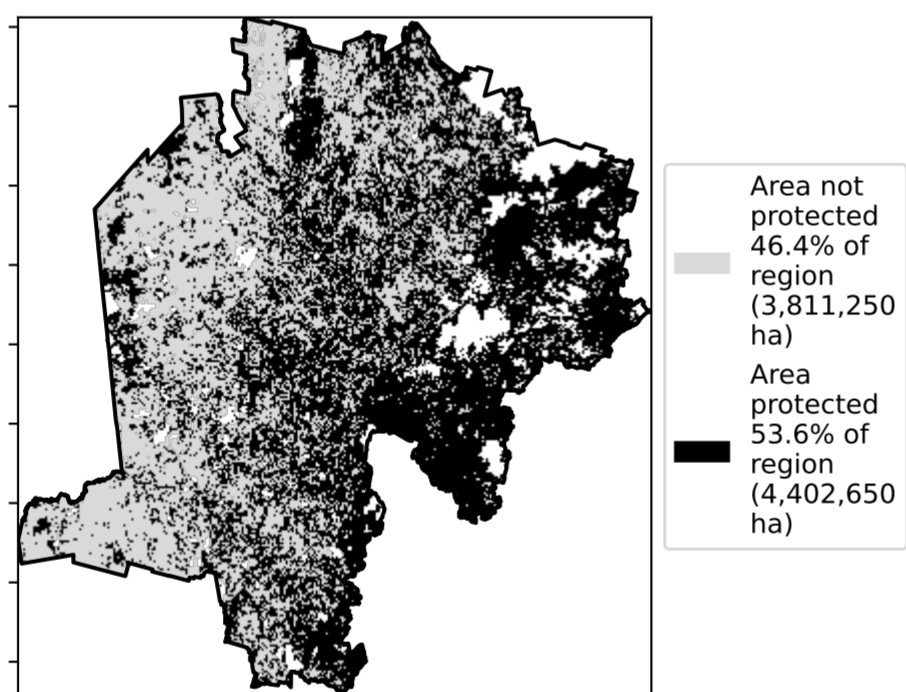 Area not
protected
46.4% of
region
(3,811,250
ha)
Area
protected
53.6% of
region
(4,402,650
ha)